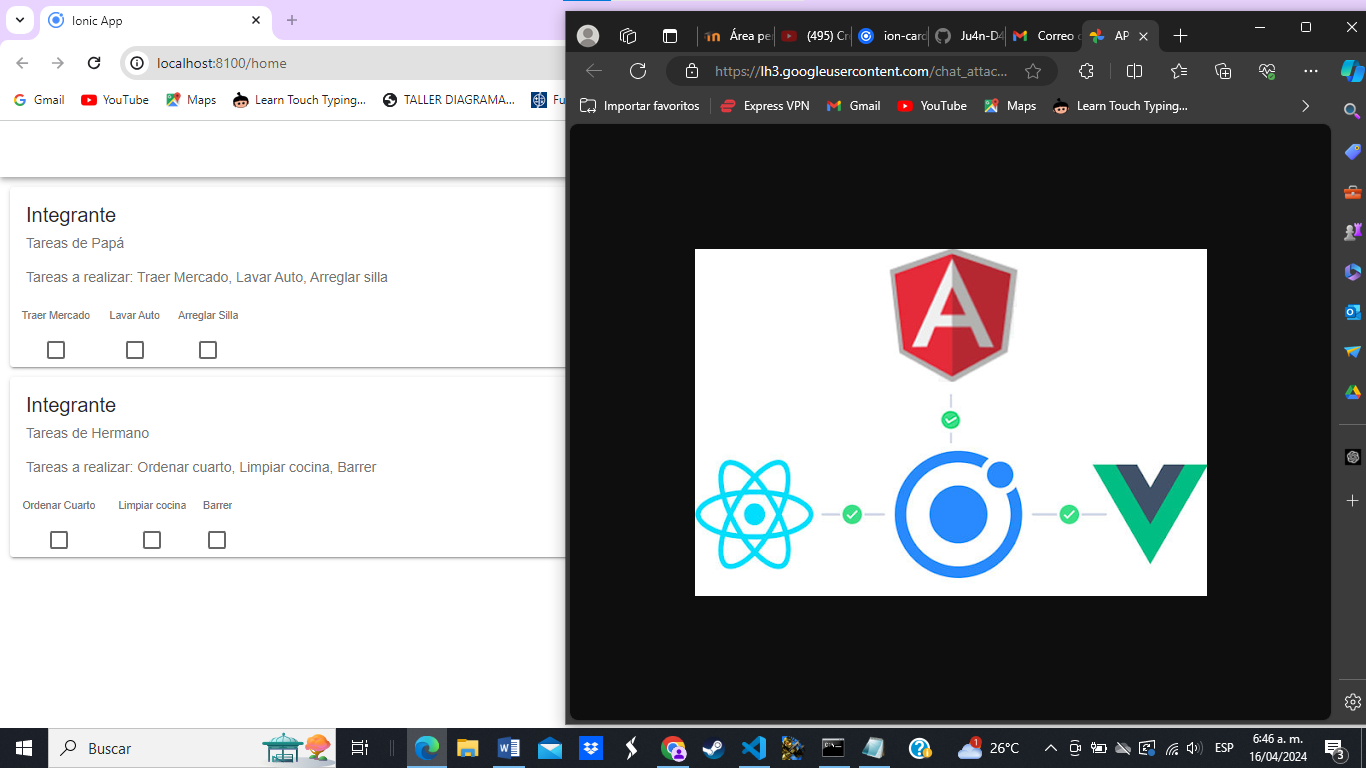 Ionic App
localhost:8100/home
Gmail
YouTube
Maps
Learn Touch Typing...
TALLER DIAGRAMA...
Fu
Integrante
Tareas de Papá
Tareas a realizar: Traer Mercado, Lavar Auto, Arreglar silla
Traer Mercado Lavar Auto Arreglar Silla
Integrante
Tareas de Hermano
Tareas a realizar: Ordenar cuarto, Limpiar cocina, Barrer
Ordenar Cuarto Limpiar cocina Barrer
Área pe
(495) Cr
ion-card
Ju4n-D4
Correo
AP
https://lh3.googleusercontent.com/chat_attac...
Importar favoritos
Express VPN
Gmail
YouTube
Maps
Learn Touch Typing...
A
Buscar
1
26°C
ESP
6:46 a. m.
16/04/2024
3